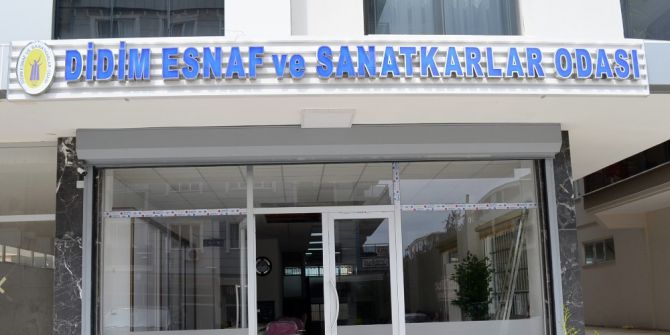 DİDİM ESNAF ve SANATKARLAR ODASI